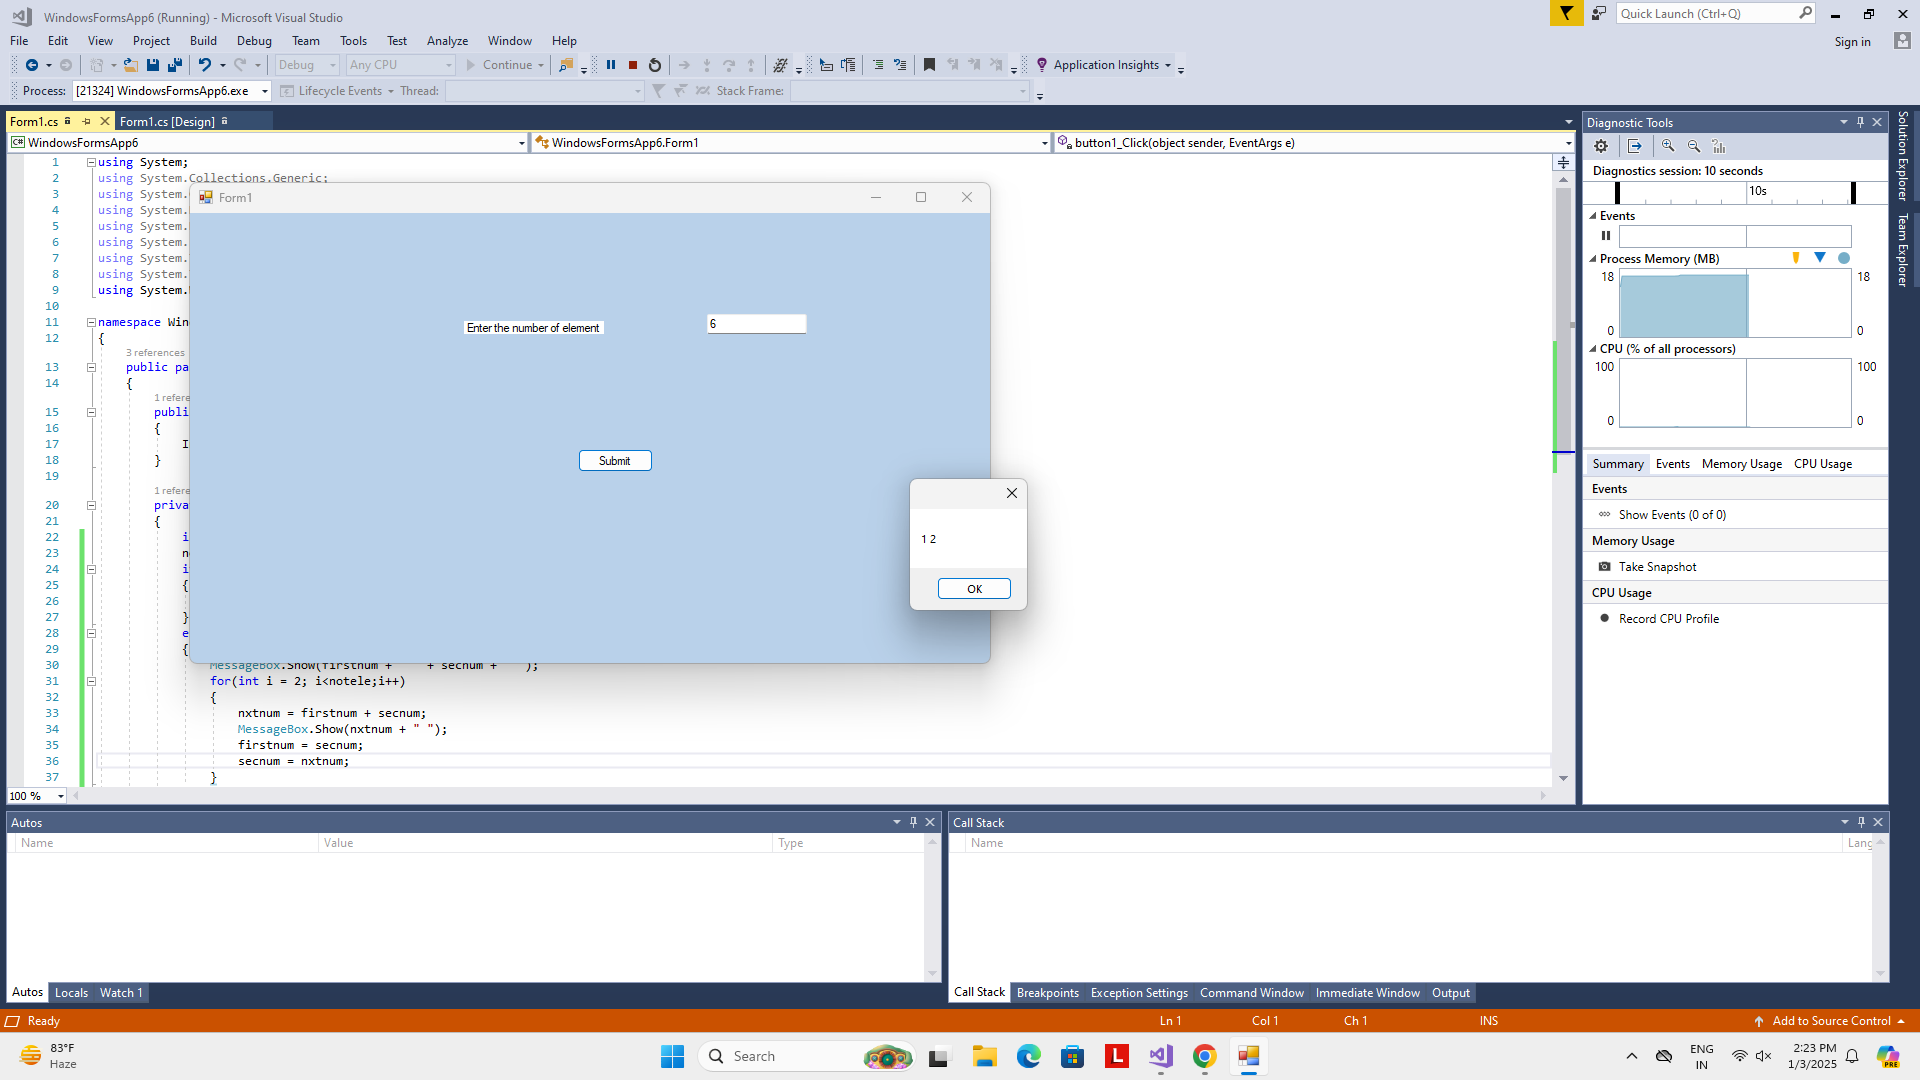 WindowsFormsApp6 (Running) - Microsoft Visual Studio
Quick Launch (Ctrl+Q)
File Edit View Project Build Debug Team Tools Test Analyze Window Help
Sign in
Debug Any CPU Continue Application Insights
Process: [21324] WindowsFormsApp6.exe Lifecycle Events Thread: Stack Frame:
Form1.cs Form1.cs [Design]
C# WindowsFormsApp6 WindowsFormsApp6.Form1 button1_Click(object sender, EventArgs e)
1 using System;
2 using System.Collections.Generic;
3 using System.
4 using System.
5 using System.
6 using System.
7 using System.
8 using System.
9 using System.
10
11 namespace Win
12 {
3 references
13 public pa
14 {
1 refere
15 publi
16 {
17 I
18 }
19
1 refere
20 priva
21 {
22 i
23 n
24 i
25 {
26
27 }
28 e
29 {
30 MessageBox.Show(firstnum + + secnum + );
31 for(int i = 2; i<notele;i++)
32 {
33 nxtnum = firstnum + secnum;
34 MessageBox.Show(nxtnum + " ");
35 firstnum = secnum;
36 secnum = nxtnum;
37 }
100 %
Form1
Enter the number of element
6
Submit
1 2
OK
Diagnostic Tools
Diagnostics session: 10 seconds
10s
Events
Process Memory (MB)
18 18
0 0
CPU (% of all processors)
100 100
0 0
Summary Events Memory Usage CPU Usage
Events
Show Events (0 of 0)
Memory Usage
Take Snapshot
CPU Usage
Record CPU Profile
Solution Explorer
Team Explorer
Autos
Name Value Type
Autos Locals Watch 1
Call Stack
Name Lang
Call Stack Breakpoints Exception Settings Command Window Immediate Window Output
Ready
Ln 1 Col 1 Ch 1 INS
Add to Source Control
83°F
Haze
Search
L
PRE
ENG
IN
2:23 PM
1/3/2025